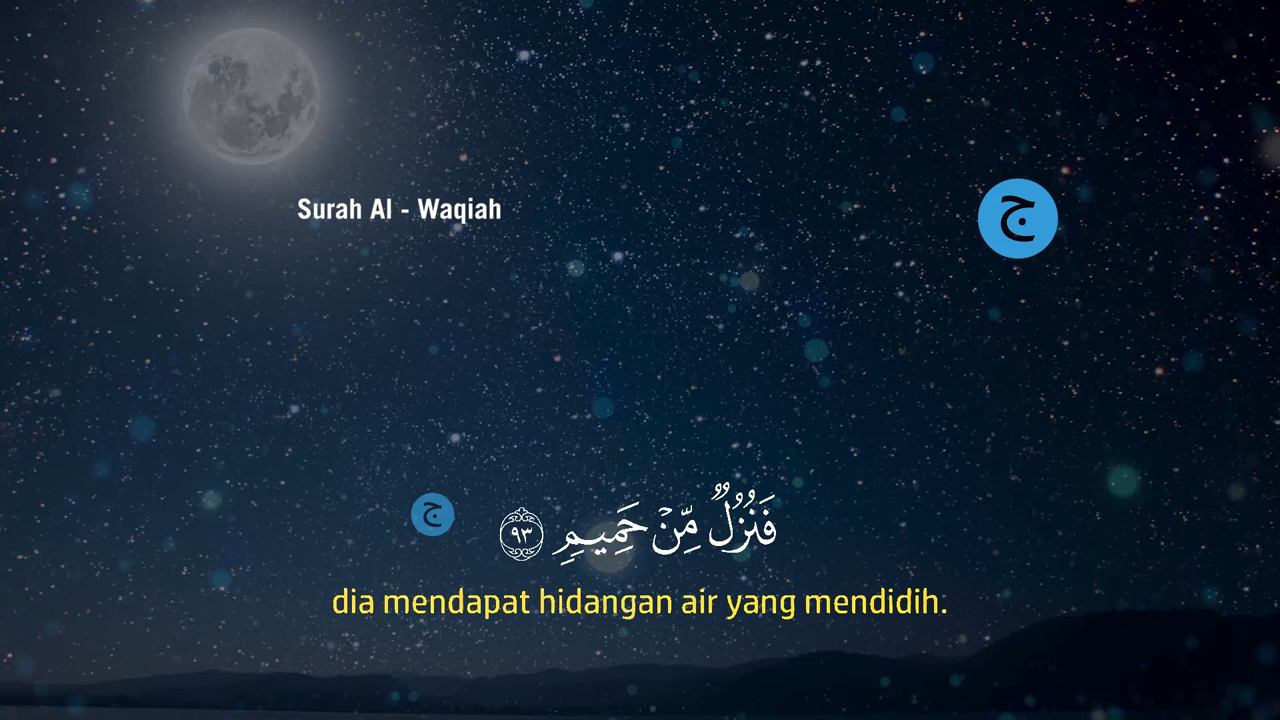 Surah Al - Waqiah
ج
ج
فَنُزُلٌ مِّنْ حَمِيمٍ ٩٣
dia mendapat hidangan air yang mendidih.